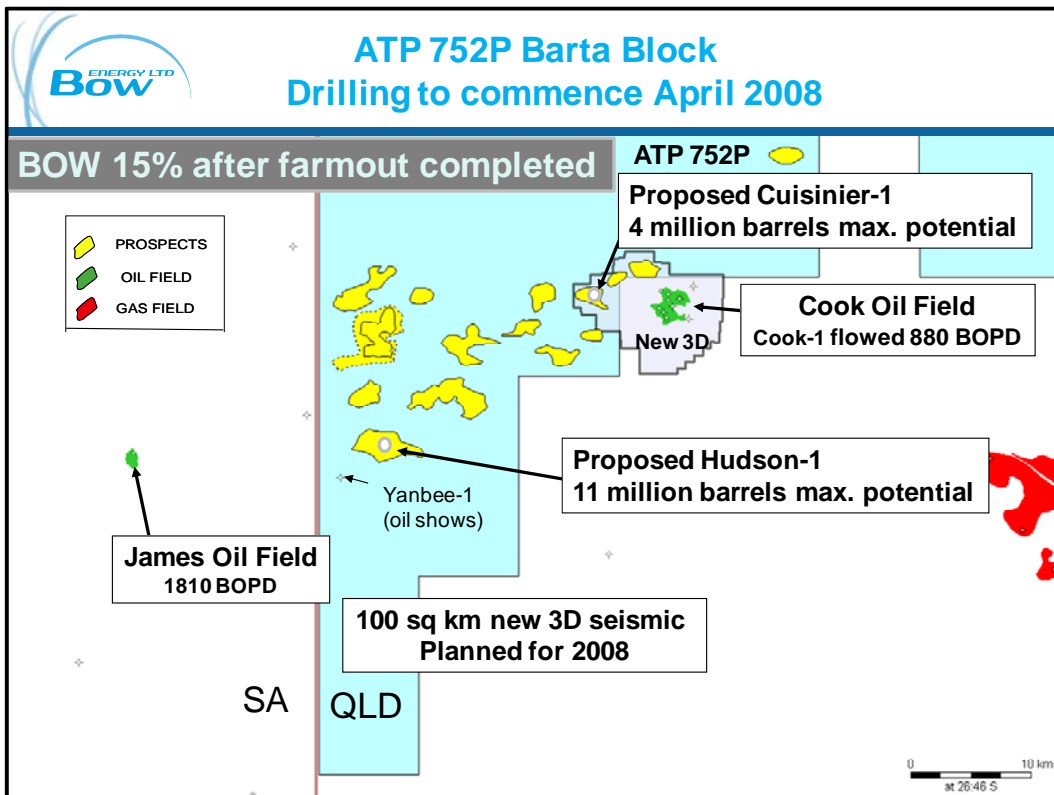 ENERGY LTD
BOW
ATP 752P Barta Block
Drilling to commence April 2008
BOW 15% after farmout completed
ATP 752P
Proposed Cuisinier-1
4 million barrels max. potential
PROSPECTS
OIL FIELD
GAS FIELD
Cook Oil Field
Cook-1 flowed 880 BOPD
New 3D
Proposed Hudson-1
11 million barrels max. potential
Yanbee-1
(oil shows)
James Oil Field
1810 BOPD
100 sq km new 3D seismic
Planned for 2008
SA
QLD
0 10 km
at 26:46 S